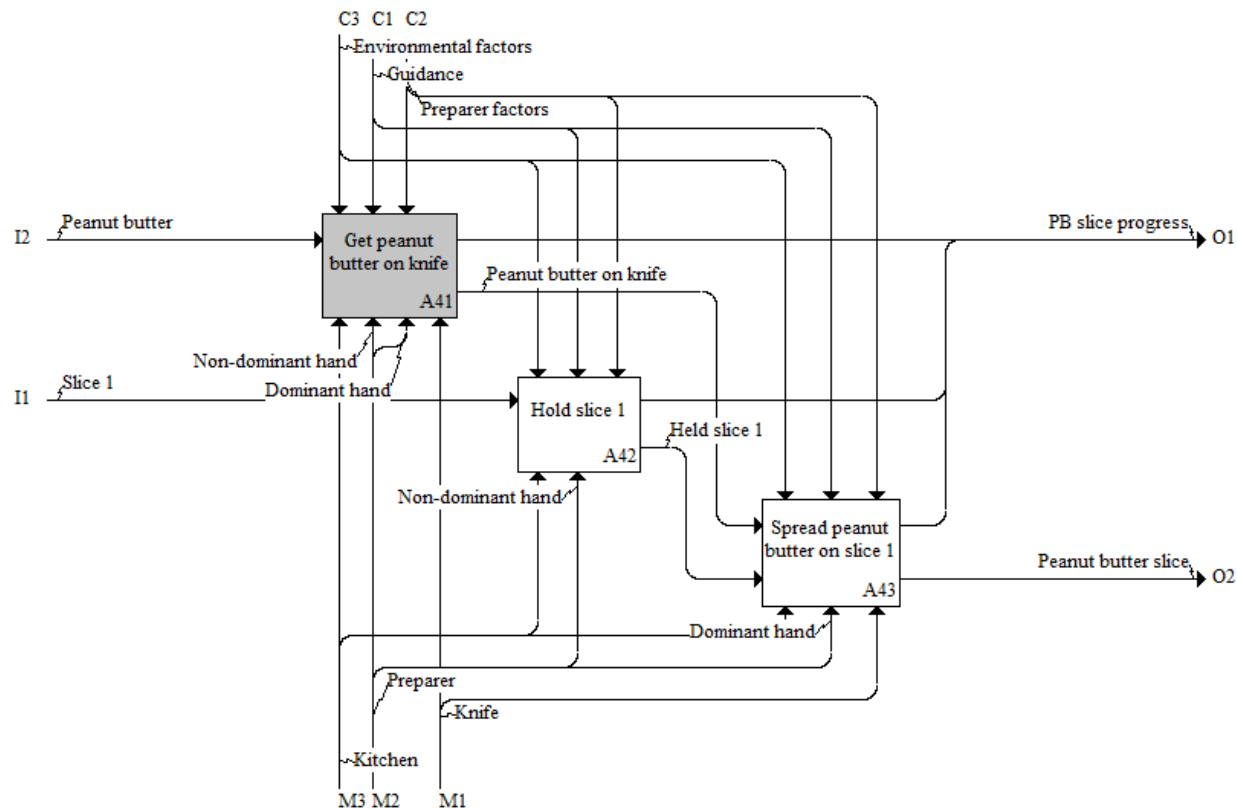 C3 C1 C2
Environmental factors
Guidance
Preparer factors
I2
Peanut butter
Get peanut
butter on knife
A41
PB slice progress
O1
Peanut butter on knife
Non-dominant hand
Dominant hand
I1
Slice 1
Hold slice 1
A42
Held slice 1
Non-dominant hand
Spread peanut
butter on slice 1
A43
Peanut butter slice
O2
Dominant hand
Preparer
Knife
Kitchen
M3 M2 M1